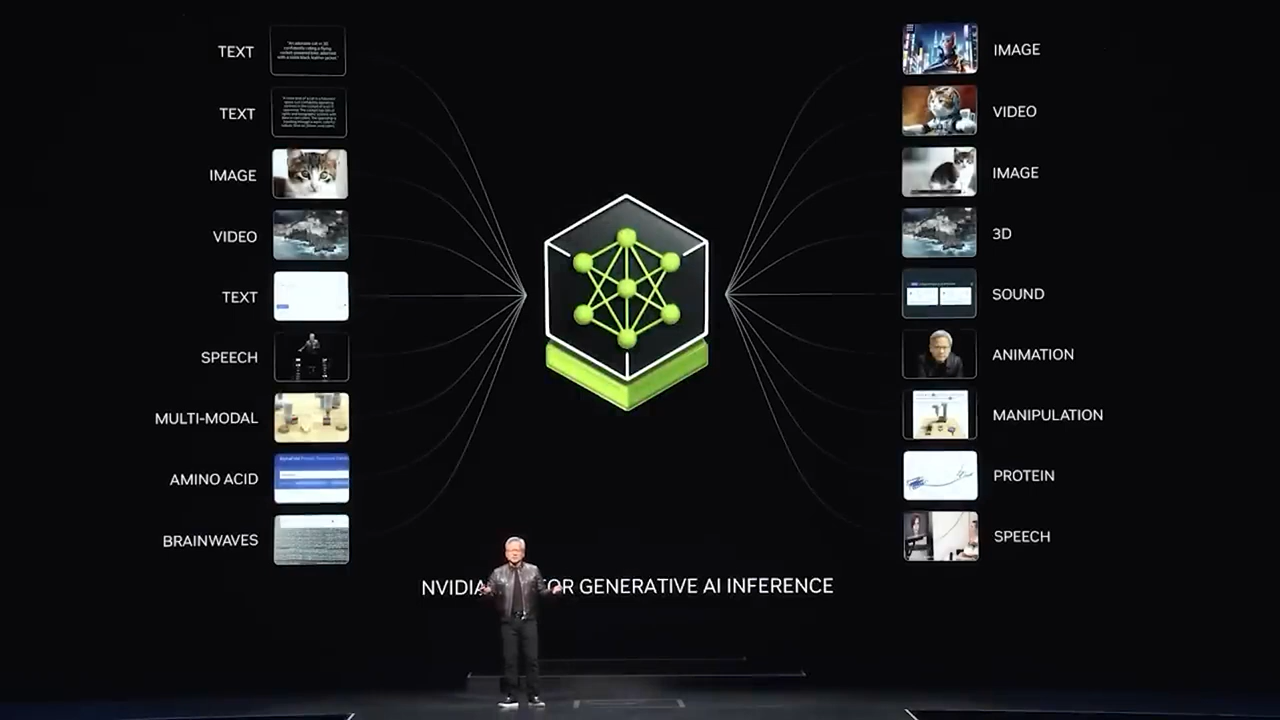 TEXT
TEXT
IMAGE
VIDEO
TEXT
SPEECH
MULTI-MODAL
AMINO ACID
BRAINWAVES
IMAGE
VIDEO
IMAGE
3D
SOUND
ANIMATION
MANIPULATION
PROTEIN
SPEECH
NVIDIA OR GENERATIVE AI INFERENCE